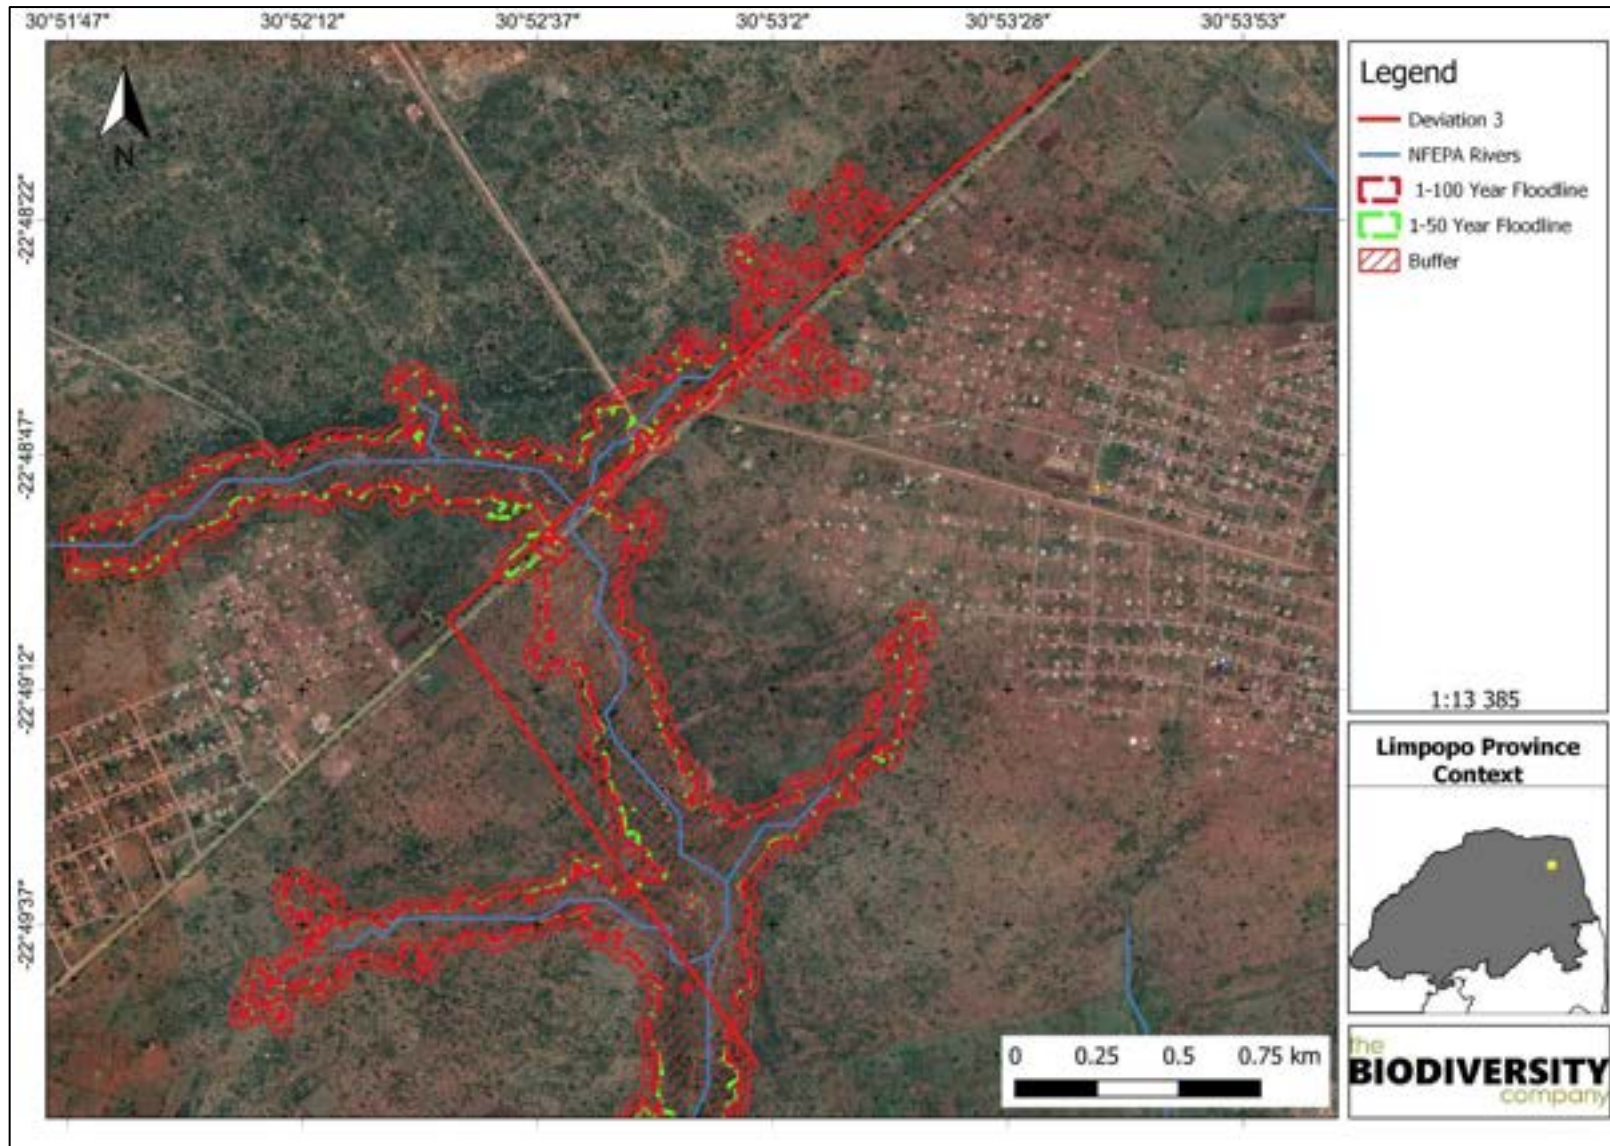 30°51'47" 30°52'12" 30°52'37" 30°53'2" 30°53'28" 30°53'53"
-22°48'22"
-22°48'47"
-22°49'12"
-22°49'37"
N
Legend
Deviation 3
NFEPA Rivers
1-100 Year Floodline
1-50 Year Floodline
Buffer
1:13 385
Limpopo Province
Context
0 0.25 0.5 0.75 km
the
BIODIVERSITY
company